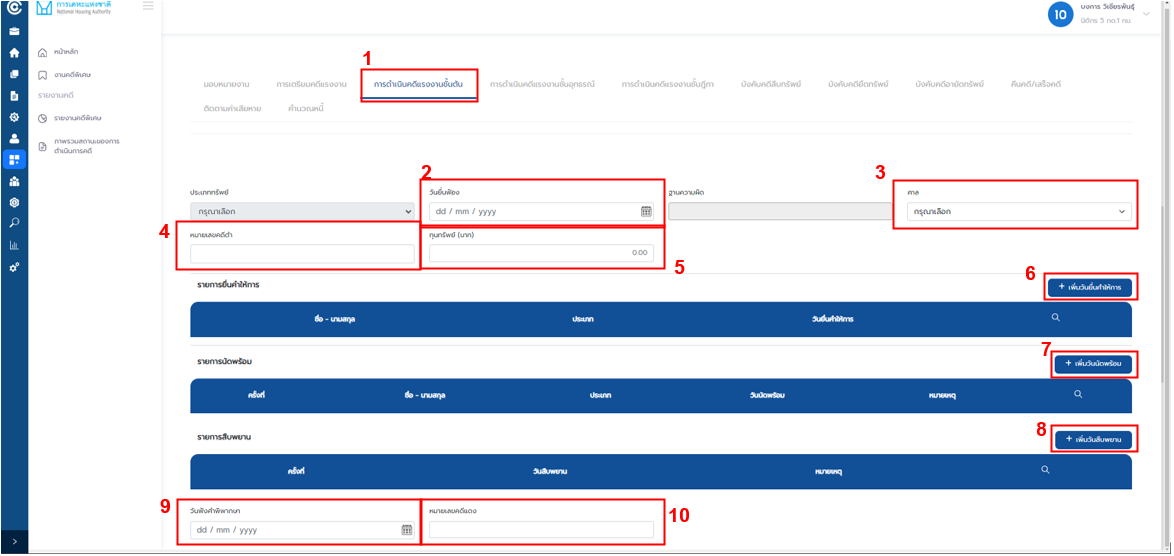 การเคหะแห่งชาติ
National Housing Authority
10
บงการ วิเชียรพันธุ์
นิติกร 5 กต.1 กม.
หน้าหลัก
งานคดีพิเศษ
รายงานคดี
รายงานคดีพิเศษ
ภาพรวมสถานะของการ
ดำเนินการคดี
1
มอบหมายงาน การเตรียมคดีแรงงาน การดำเนินคดีแรงงานชั้นต้น การดำเนินคดีแรงงานชั้นอุทธรณ์ การดำเนินคดีแรงงานชั้นฎีกา บังคับคดีสืบทรัพย์ บังคับคดียึดทรัพย์ บังคับคดีอายัดทรัพย์ คืนคดี/เสร็จคดี
ติดตามค่าเสียหาย คำนวณหนี้
2
3
ประเภททรัพย์ วันยื่นฟ้อง ฐานความผิด ศาล
กรุณาเลือก dd / mm / yyyy กรุณาเลือก
4
หมายเลขคดีดำ ทุนทรัพย์ (บาท)
0.00
5
6
รายการยื่นคำให้การ + เพิ่มวันยื่นคำให้การ
ชื่อ - นามสกุล ประเภท วันยื่นคำให้การ
7
รายการนัดพร้อม + เพิ่มวันนัดพร้อม
ครั้งที่ ชื่อ - นามสกุล ประเภท วันนัดพร้อม หมายเหตุ
8
รายการสืบพยาน + เพิ่มวันสืบพยาน
ครั้งที่ วันสืบพยาน หมายเหตุ
9
วันฟังคำพิพากษา หมายเลขคดีแดง
10
dd / mm / yyyy